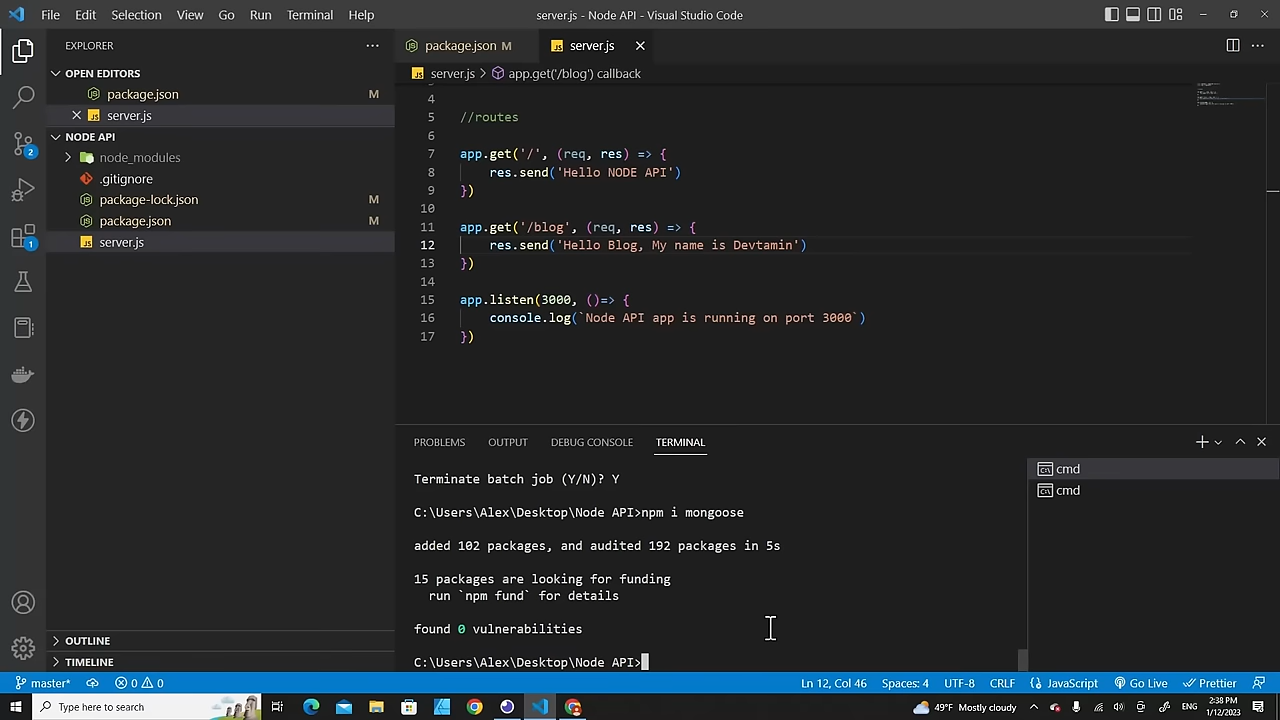 File Edit Selection View Go Run Terminal Help server.js - Node API - Visual Studio Code
EXPLORER
OPEN EDITORS
package.json M
server.js
NODE API
node_modules
.gitignore
package-lock.json M
package.json M
server.js
OUTLINE
TIMELINE
2
1
package.json M server.js
server.js > app.get('/blog') callback
4
5 //routes
6
7 app.get('/', (req, res) => {
8 res.send('Hello NODE API')
9 })
10
11 app.get('/blog', (req, res) => {
12 res.send('Hello Blog, My name is Devtamin')
13 })
14
15 app.listen(3000, ()=> {
16 console.log(`Node API app is running on port 3000`)
17 })
PROBLEMS OUTPUT DEBUG CONSOLE TERMINAL
Terminate batch job (Y/N)? Y
C:\Users\Alex\Desktop\Node API>npm i mongoose
added 102 packages, and audited 192 packages in 5s
15 packages are looking for funding
run `npm fund` for details
found 0 vulnerabilities
C:\Users\Alex\Desktop\Node API>
cmd
cmd
master* 0 0 Ln 12, Col 46 Spaces: 4 UTF-8 CRLF JavaScript Go Live Prettier
Type here to search 49°F Mostly cloudy 2:38 PM
1/12/2023